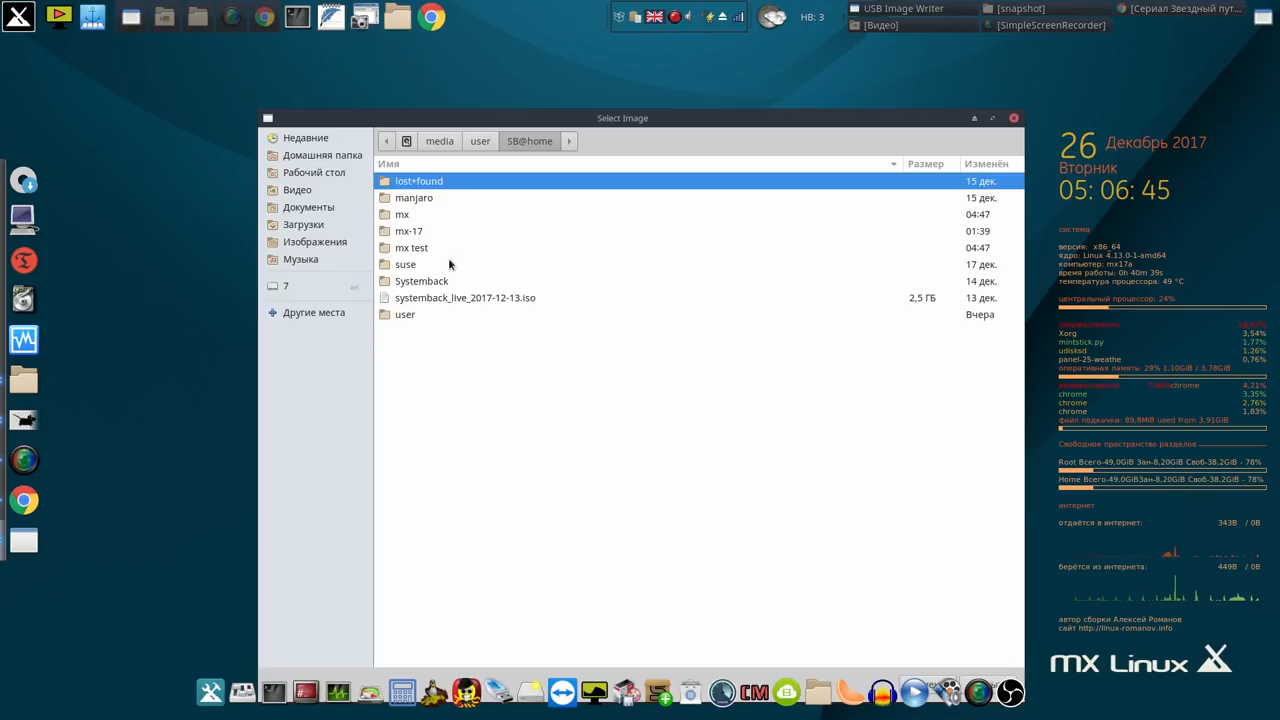 НВ: 3
USB Image Writer
[snapshot]
[Сериал Звездный пут...
[Видео]
[SimpleScreenRecorder]
Select Image
Недавние
Домашняя папка
Рабочий стол
Видео
Документы
Загрузки
Изображения
Музыка
7
Другие места
media
user
SB@home
Имя
Размер
Изменён
lost+found
15 дек.
manjaro
15 дек.
mx
04:47
mx-17
01:39
mx test
04:47
suse
17 дек.
Systemback
14 дек.
systemback_live_2017-12-13.iso
2,5 ГБ
13 дек.
user
Вчера
26 Декабрь 2017
Вторник
05: 06: 45
система
версия: x86_64
ядро: Linux 4.13.0-1-amd64
компьютер: mx17a
время работы: 0h 40m 39s
температура процессора: 49 °C
центральный процессор: 24%
Xorg 3,54%
mintstick.py 1,77%
udisksd 1,26%
panel-25-weathe 0,76%
оперативная память: 29% 1,10GiB / 3,78GiB
chrome 4,21%
chrome 3,35%
chrome 2,76%
chrome 1,83%
файл подкачки: 89,8MiB used from 3,91GiB
Свободное пространство разделов
Root Всего-49,0GiB Зан-8,20GiB Своб-38,2GiB - 78%
Home Всего-49,0GiBЗан-8,20GiB Своб-38,2GiB - 78%
интернет
отдаётся в интернет: 343B / 0B
берётся из интернета: 449B / 0B
автор сборки Алексей Романов
сайт http://linux-romanov.info
MX Linux
CM